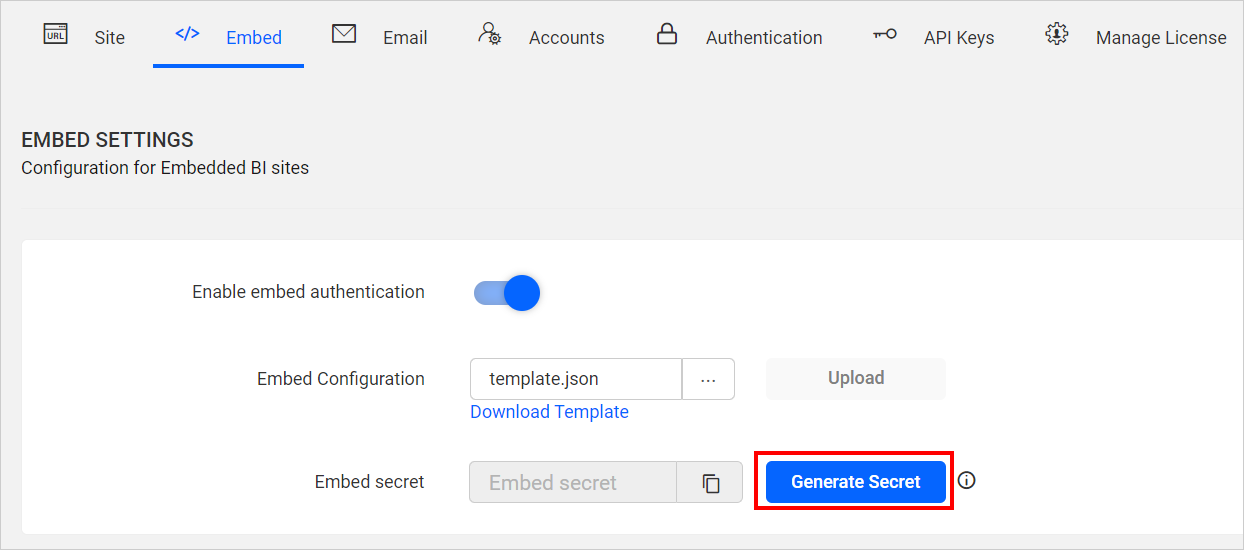 URL Site </> Embed Email Accounts Authentication API Keys Manage License
EMBED SETTINGS
Configuration for Embedded BI sites
Enable embed authentication
Embed Configuration template.json ... Upload
Download Template
Embed secret Embed secret Generate Secret